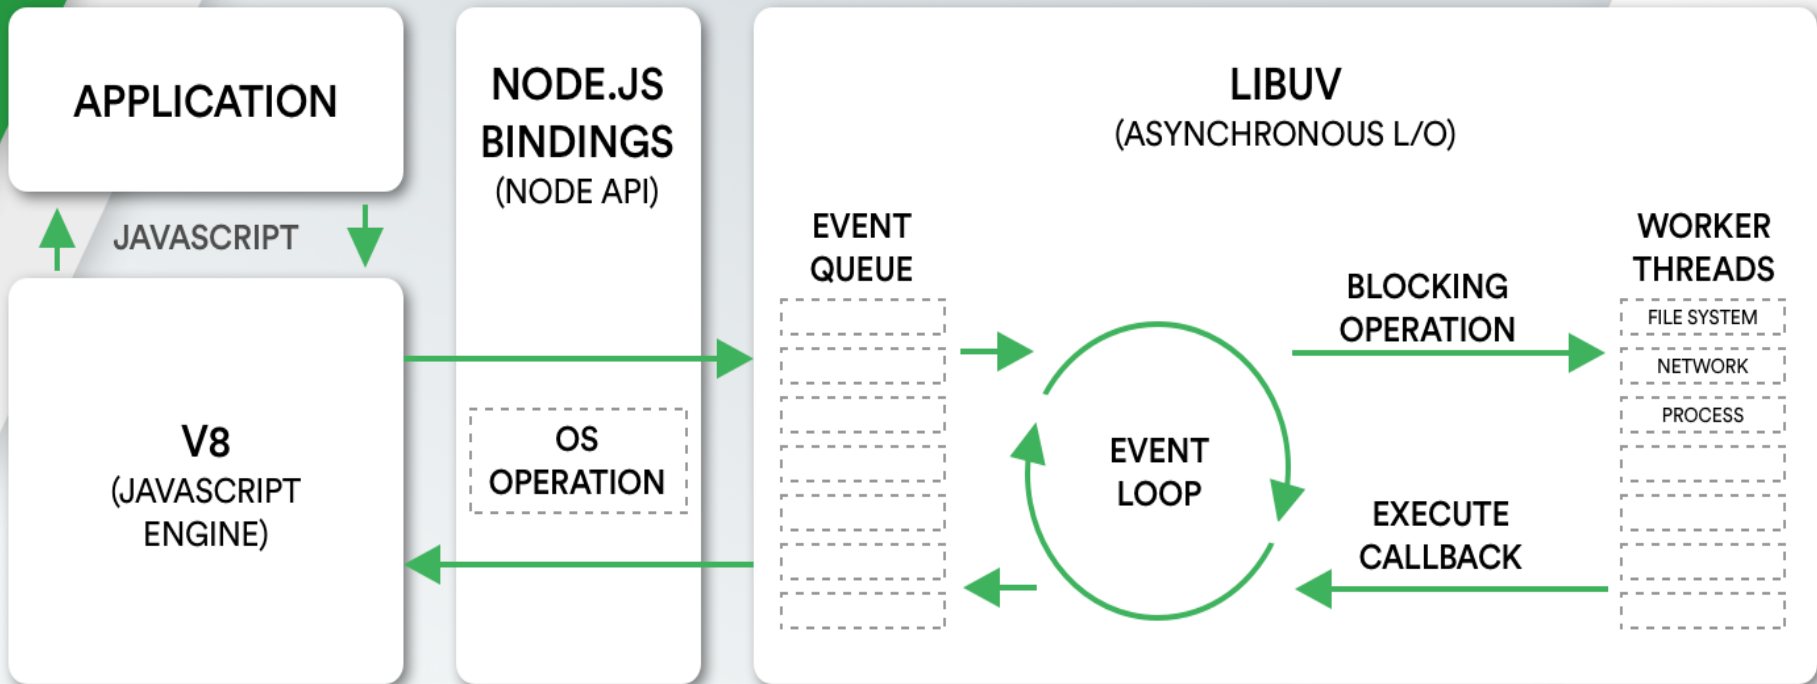 APPLICATION
JAVASCRIPT
V8
(JAVASCRIPT
ENGINE)
NODE.JS
BINDINGS
(NODE API)
OS
OPERATION
LIBUV
(ASYNCHRONOUS L/O)
EVENT
QUEUE
EVENT
LOOP
BLOCKING
OPERATION
EXECUTE
CALLBACK
WORKER
THREADS
FILE SYSTEM
NETWORK
PROCESS